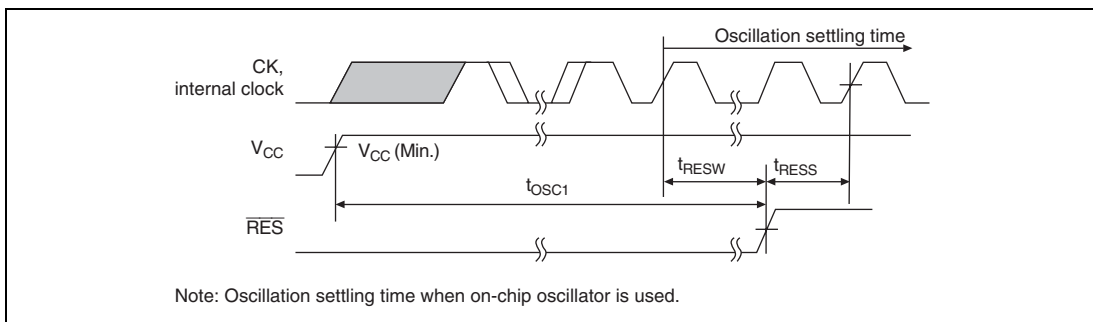 Oscillation settling time
CK,
internal clock
VCC
VCC (Min.)
tRESW
tRESS
tOSC1
RES
Note: Oscillation settling time when on-chip oscillator is used.